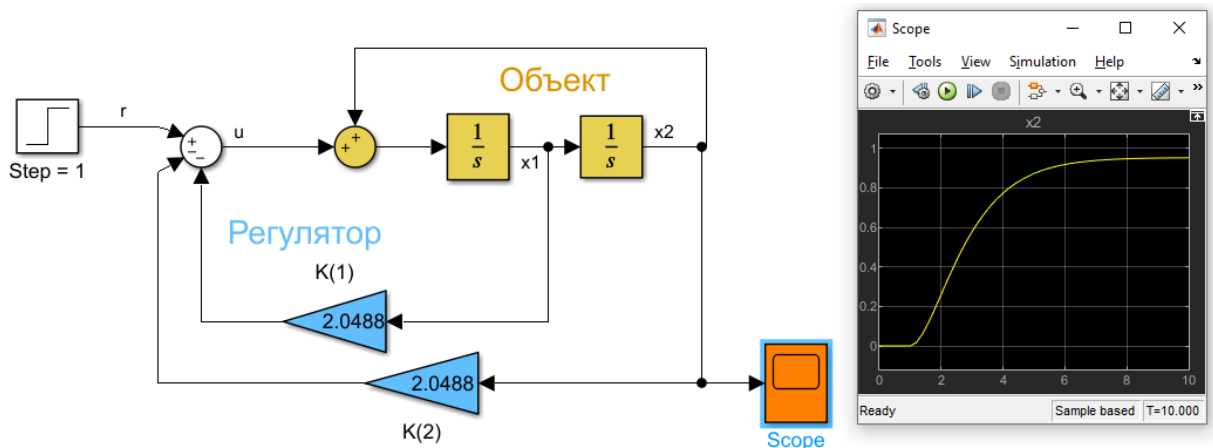 Объект
r
+
−
−
u
+
+
1
s
x1
1
s
x2
Step = 1
Регулятор
K(1)
2.0488
2.0488
K(2)
Scope
Scope
File Tools View Simulation Help
x2
1
0.8
0.6
0.4
0.2
0
0 2 4 6 8 10
Ready Sample based T=10.000